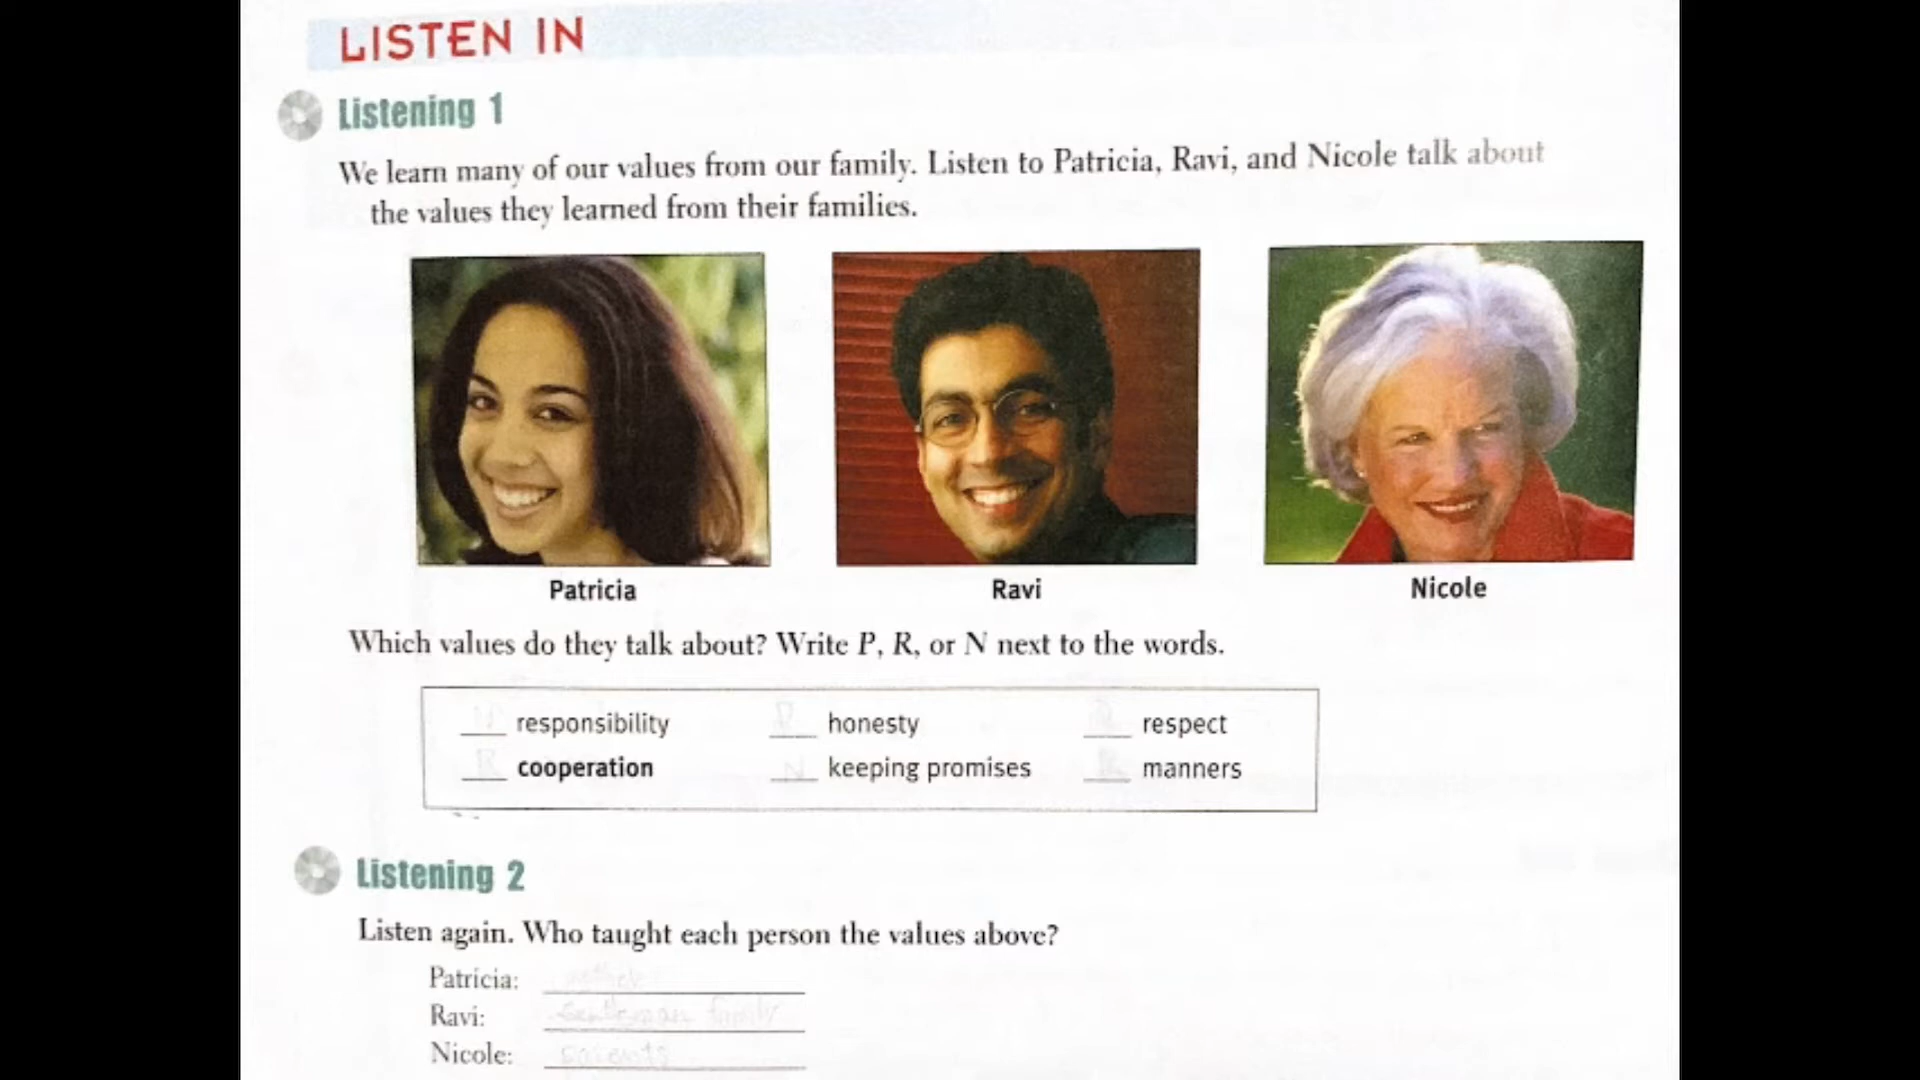 LISTEN IN
Listening 1
We learn many of our values from our family. Listen to Patricia, Ravi, and Nicole talk about
the values they learned from their families.
Patricia Ravi Nicole
Which values do they talk about? Write P, R, or N next to the words.
responsibility honesty respect
cooperation keeping promises manners
Listening 2
Listen again. Who taught each person the values above?
Patricia:
Ravi: family
Nicole: parents